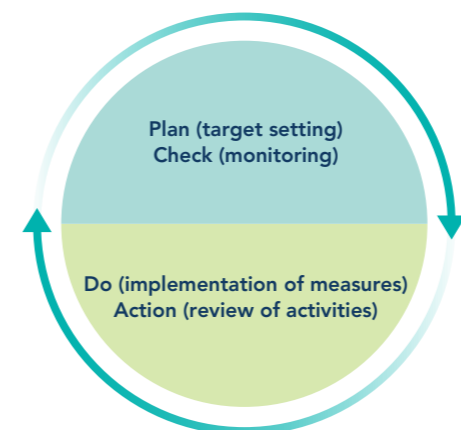 Plan (target setting)
Check (monitoring)
Do (implementation of measures)
Action (review of activities)